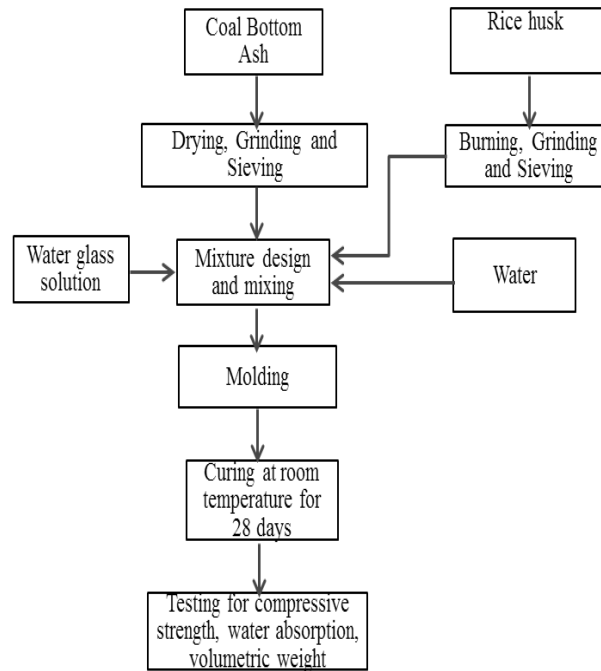 Coal Bottom
Ash
Rice husk
Drying, Grinding and
Sieving
Burning, Grinding
and Sieving
Water glass
solution
Mixture design
and mixing
Water
Molding
Curing at room
temperature for
28 days
Testing for compressive
strength, water absorption,
volumetric weight